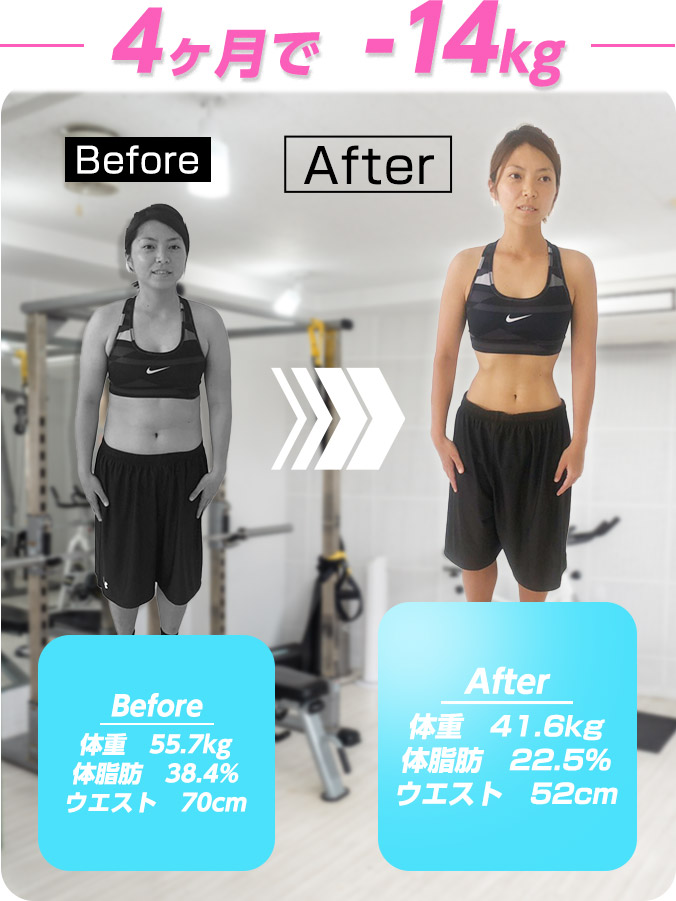 4ヶ月で -14kg
Before
After
Before
体重 55.7kg
体脂肪 38.4%
ウエスト 70cm
After
体重 41.6kg
体脂肪 22.5%
ウエスト 52cm